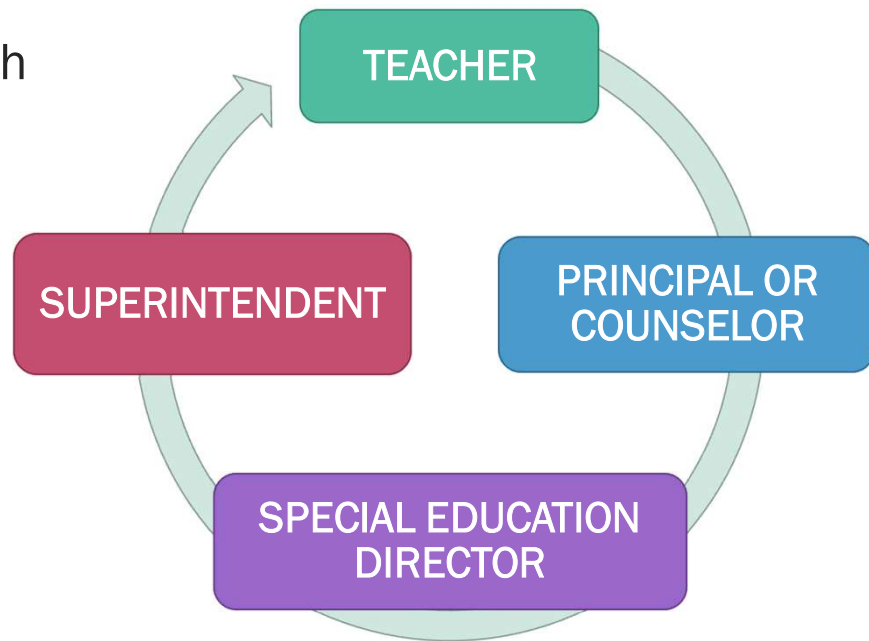 h
TEACHER
PRINCIPAL OR
COUNSELOR
SPECIAL EDUCATION
DIRECTOR
SUPERINTENDENT